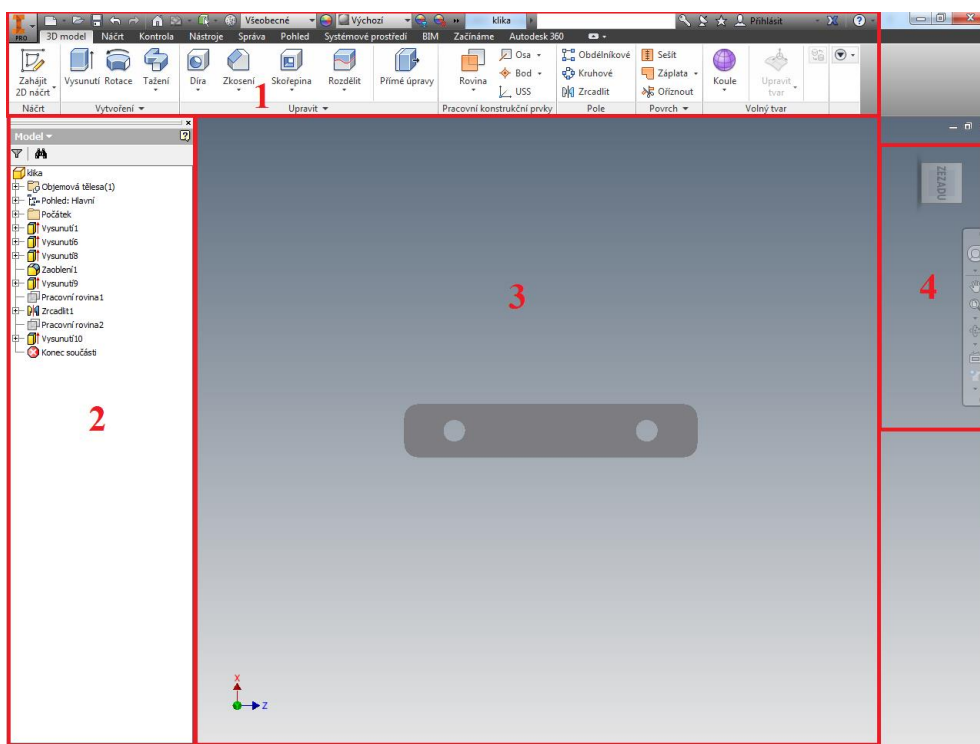 PRO Všeobecné Výchozí klika Přihlásit
3D model Náčrt Kontrola Nástroje Správa Pohled Systémové prostředí BIM Začínáme Autodesk 360
Zahájit 2D náčrt Vysunutí Rotace Tažení Díra Zkosení Skořepina Rozdělit Přímé úpravy Rovina Osa Obdélníkové Sešít Koule Upravit tvar
Bod Kruhové Záplata
USS Zrcadlit Oříznout
Náčrt Vytvoření Upravit Pracovní konstrukční prvky Pole Povrch Volný tvar
1
Model
klika
Objemová tělesa(1)
Pohled: Hlavní
Počátek
Vysunutí1
Vysunutí6
Vysunutí8
Zaoblení1
Vysunutí9
Pracovní rovina1
Zrcadlit1
Pracovní rovina2
Vysunutí10
Konec součásti
2
3
ZEZADU
4
X
Z